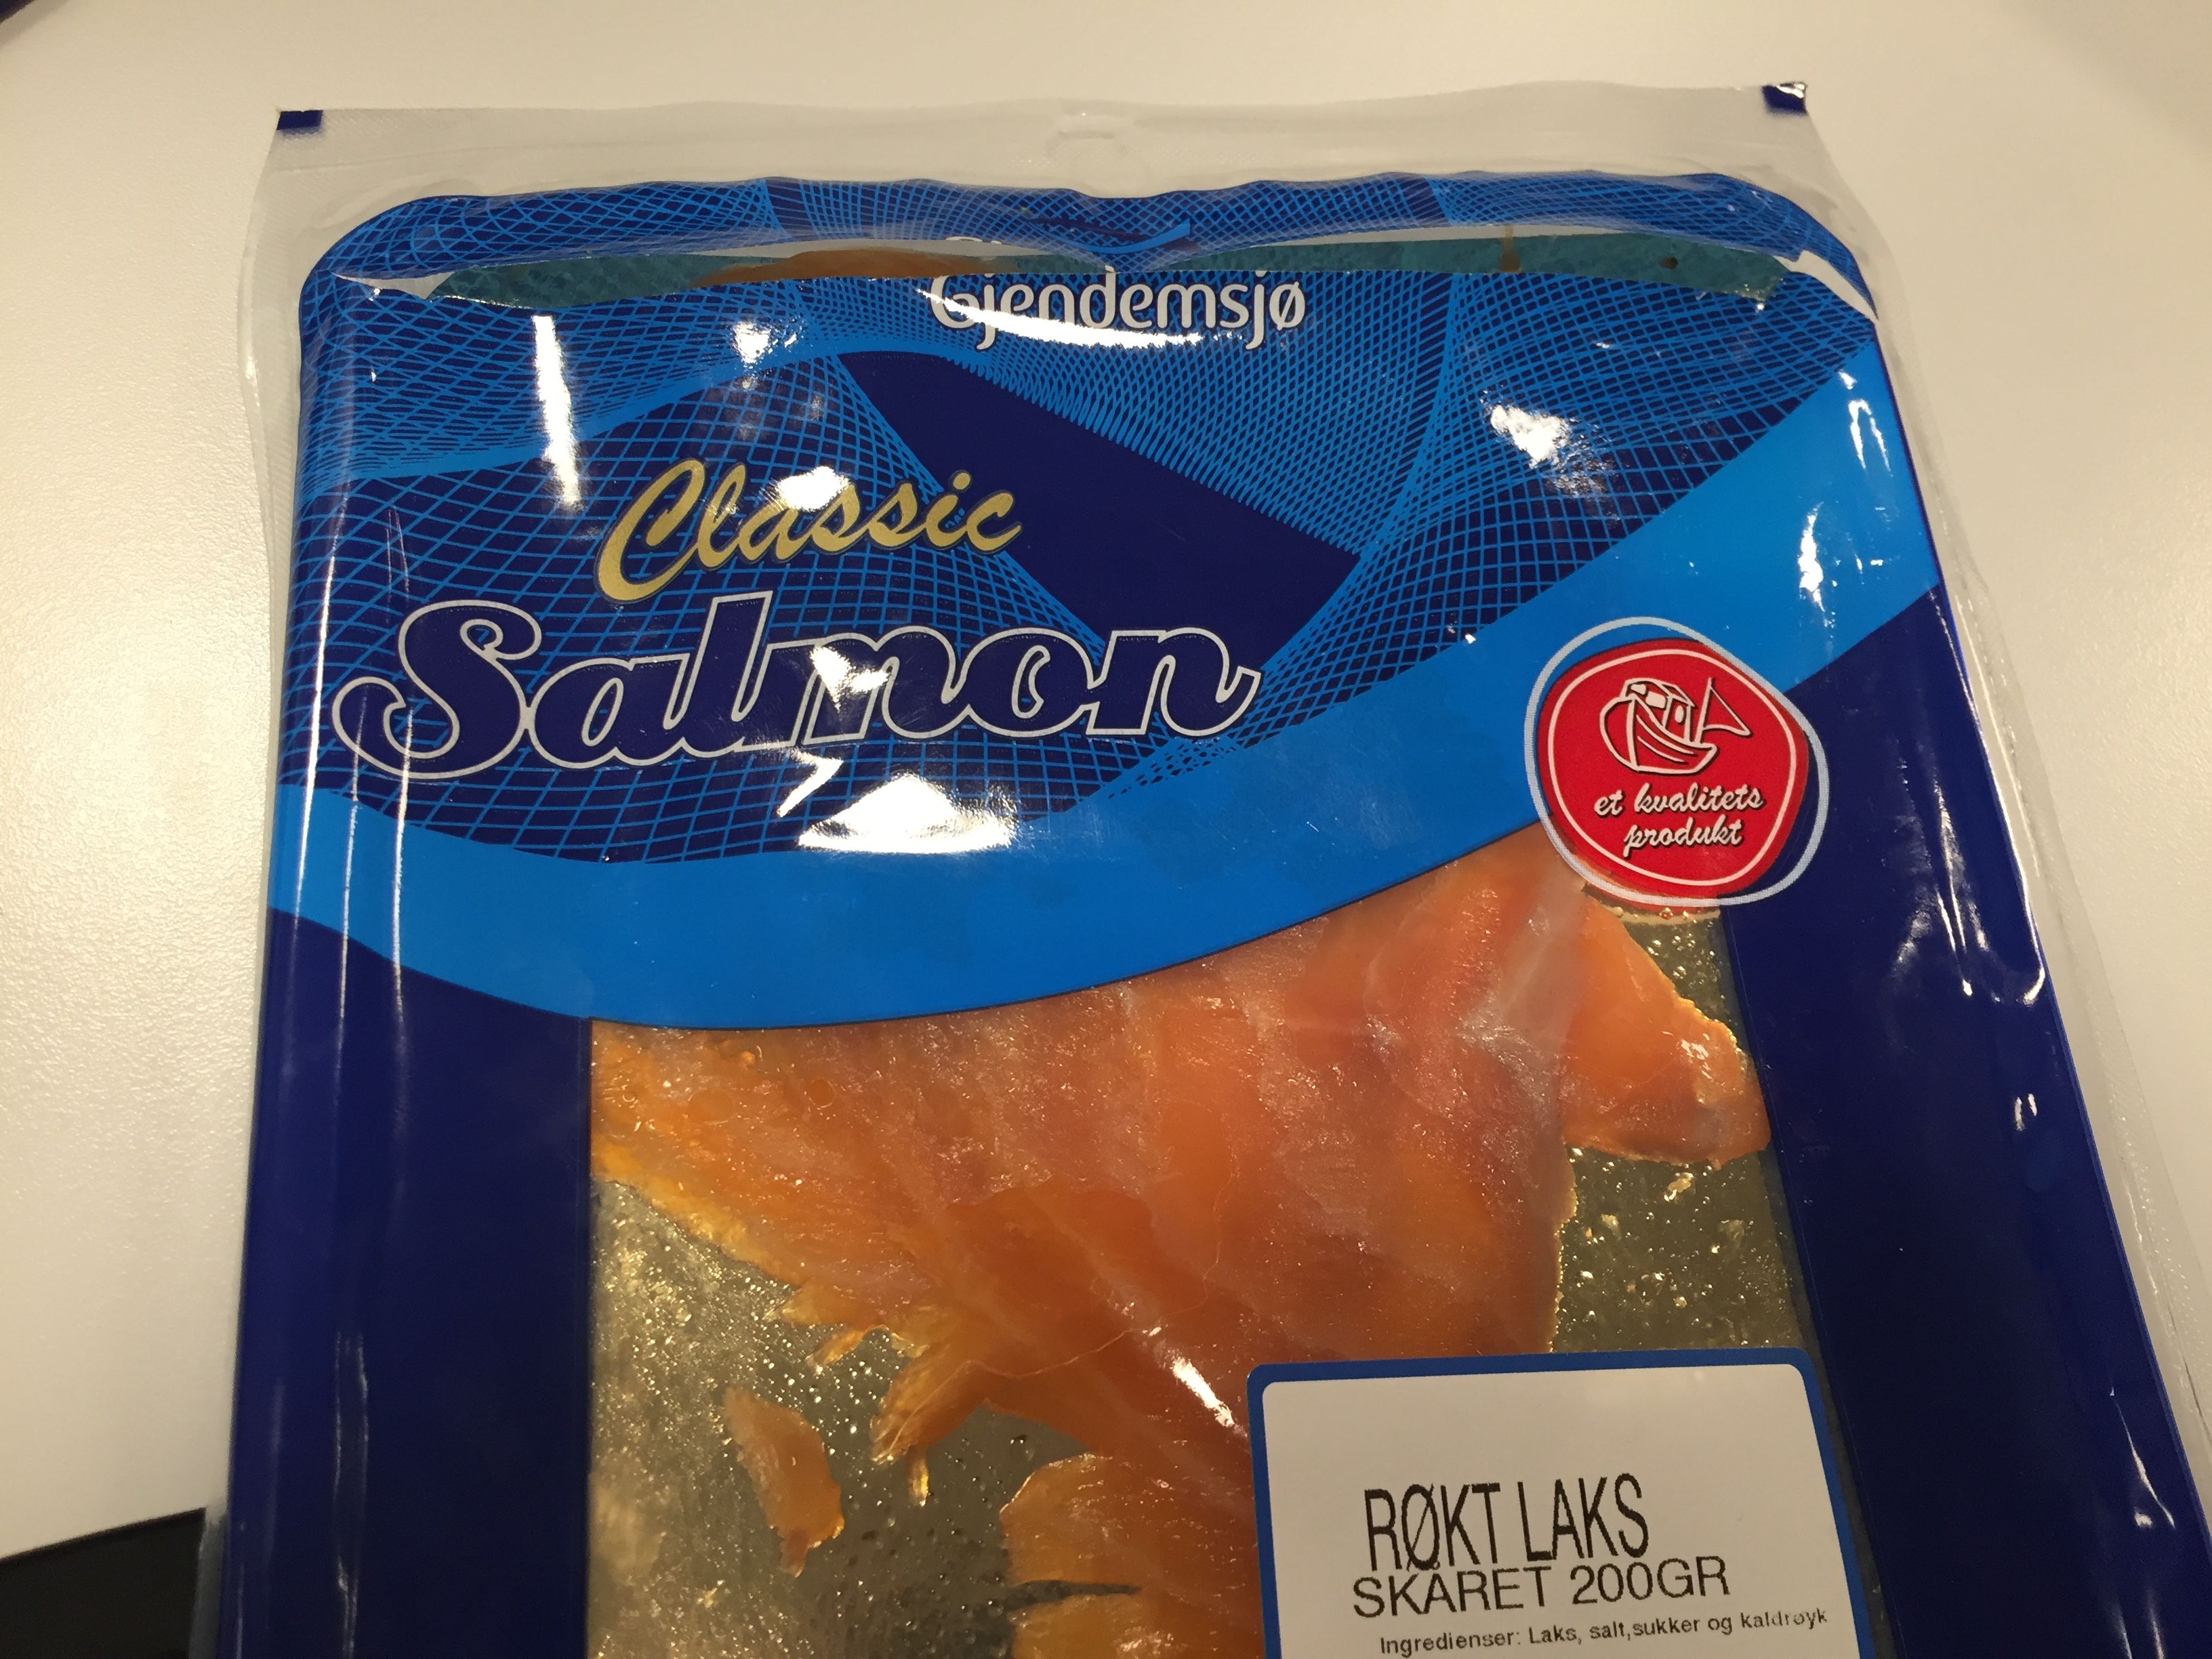 Gjendemsjø
Classic
Salmon
et kvalitets
produkt
RØKT LAKS
SKÅRET 200GR
Ingredienser: Laks, salt,sukker og kaldrøyk